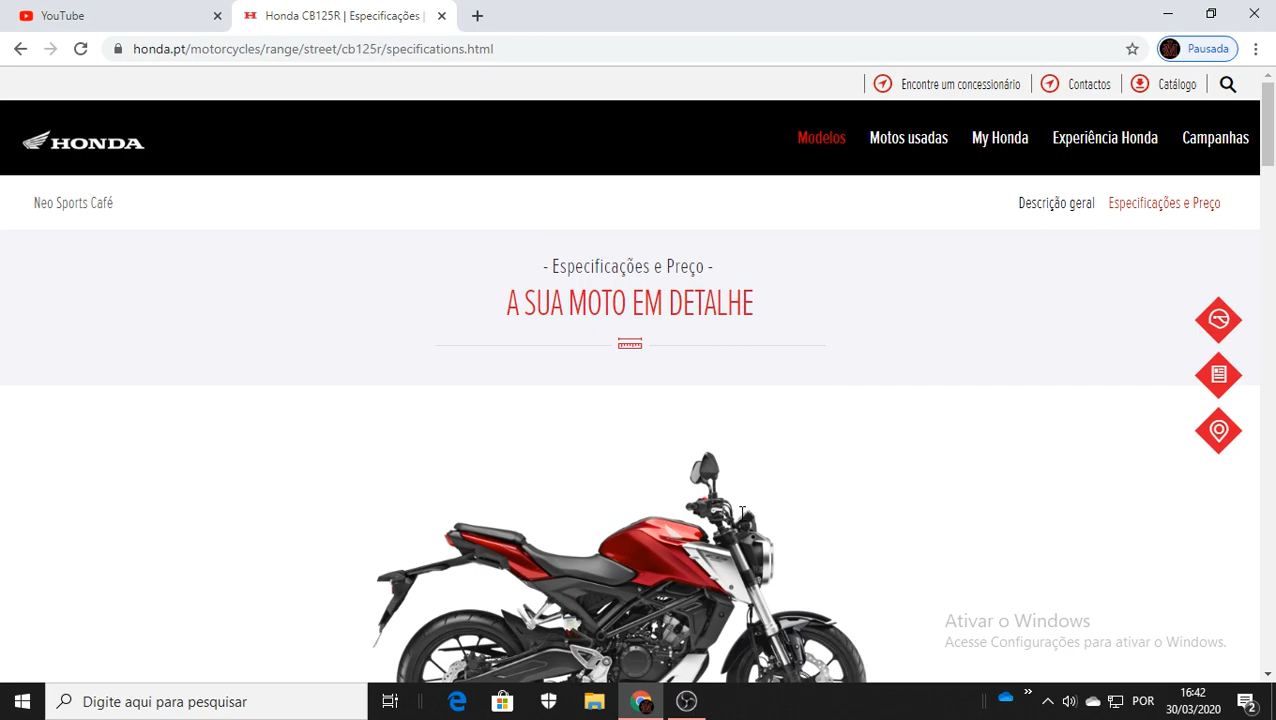 YouTube
Honda CB125R | Especificações |
honda.pt/motorcycles/range/street/cb125r/specifications.html
Pausada
Encontre um concessionário
Contactos
Catálogo
HONDA
Modelos
Motos usadas
My Honda
Experiência Honda
Campanhas
Neo Sports Café
Descrição geral
Especificações e Preço
- Especificações e Preço -
A SUA MOTO EM DETALHE
Ativar o Windows
Acesse Configurações para ativar o Windows.
Digite aqui para pesquisar
POR
16:42
30/03/2020
2